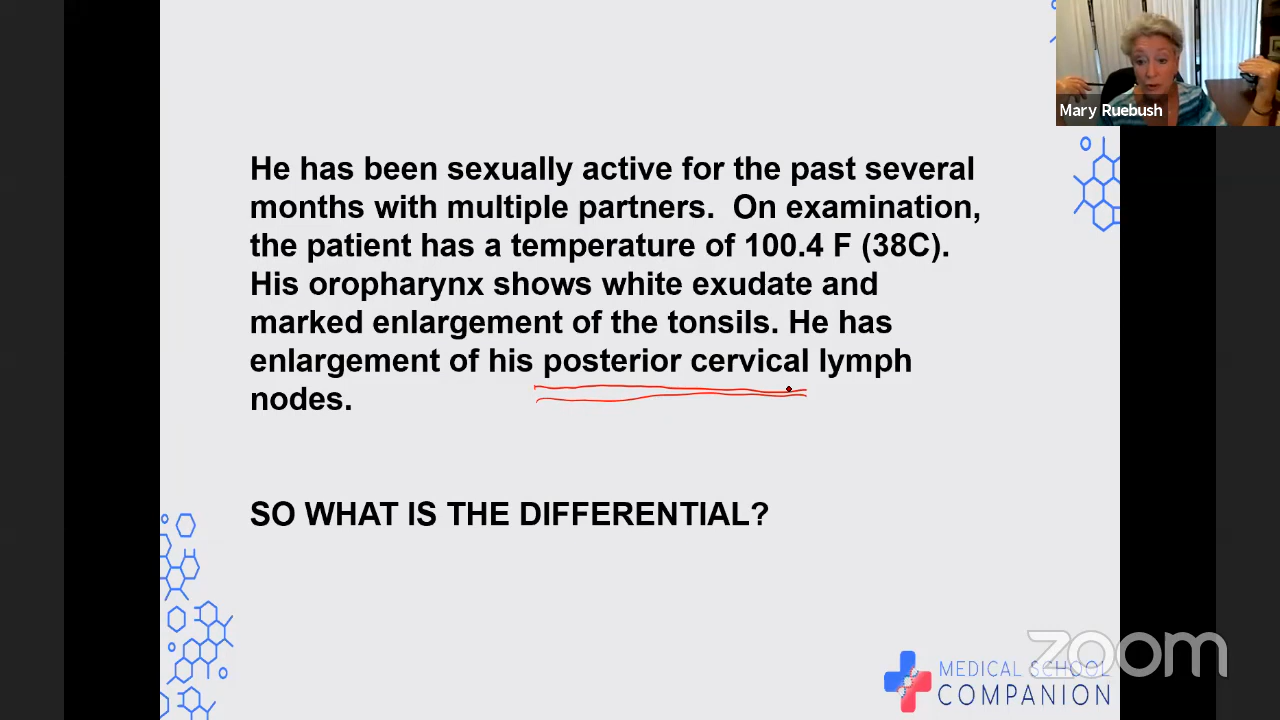 Mary Ruebush
He has been sexually active for the past several
months with multiple partners.  On examination,
the patient has a temperature of 100.4 F (38C).
His oropharynx shows white exudate and
marked enlargement of the tonsils. He has
enlargement of his posterior cervical lymph
nodes.
SO WHAT IS THE DIFFERENTIAL?
zoom
MEDICAL SCHOOL
COMPANION